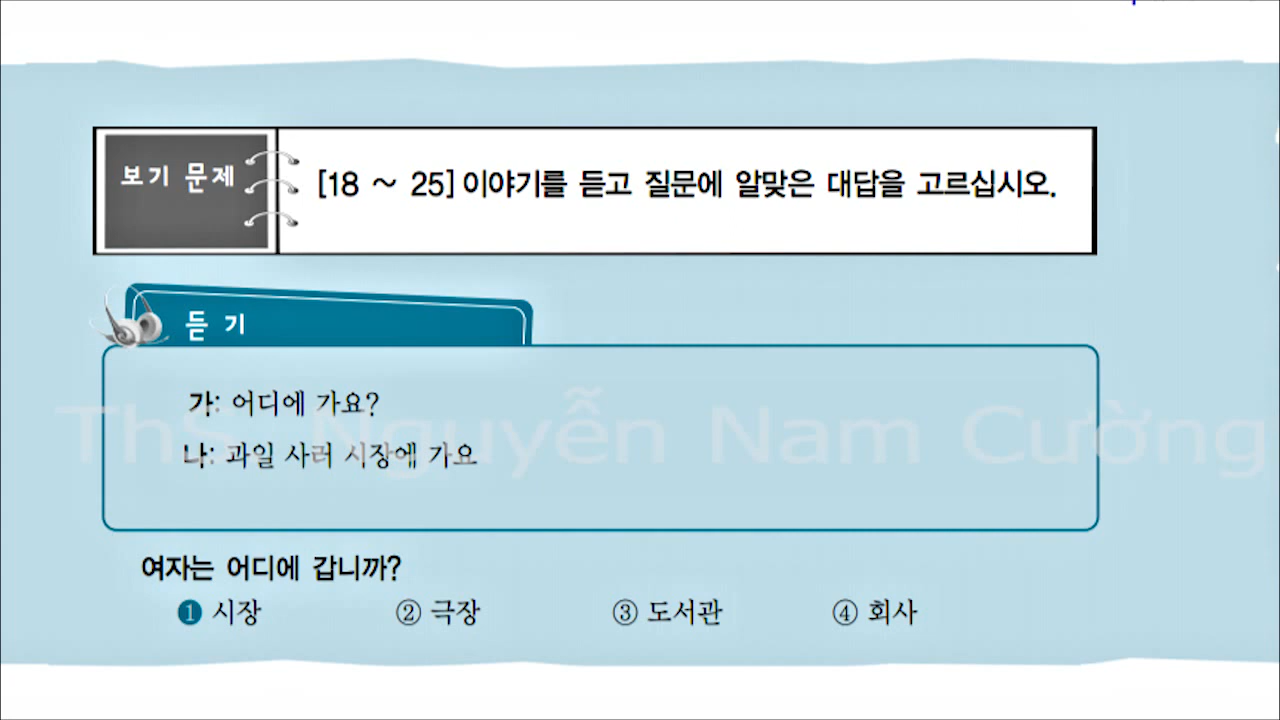 보기 문제
[18 ~ 25] 이야기를 듣고 질문에 알맞은 대답을 고르십시오.
듣 기
가: 어디에 가요?
나: 과일 사러 시장에 가요
ThS. Nguyễn Nam Cường
여자는 어디에 갑니까?
❶ 시장 ② 극장 ③ 도서관 ④ 회사